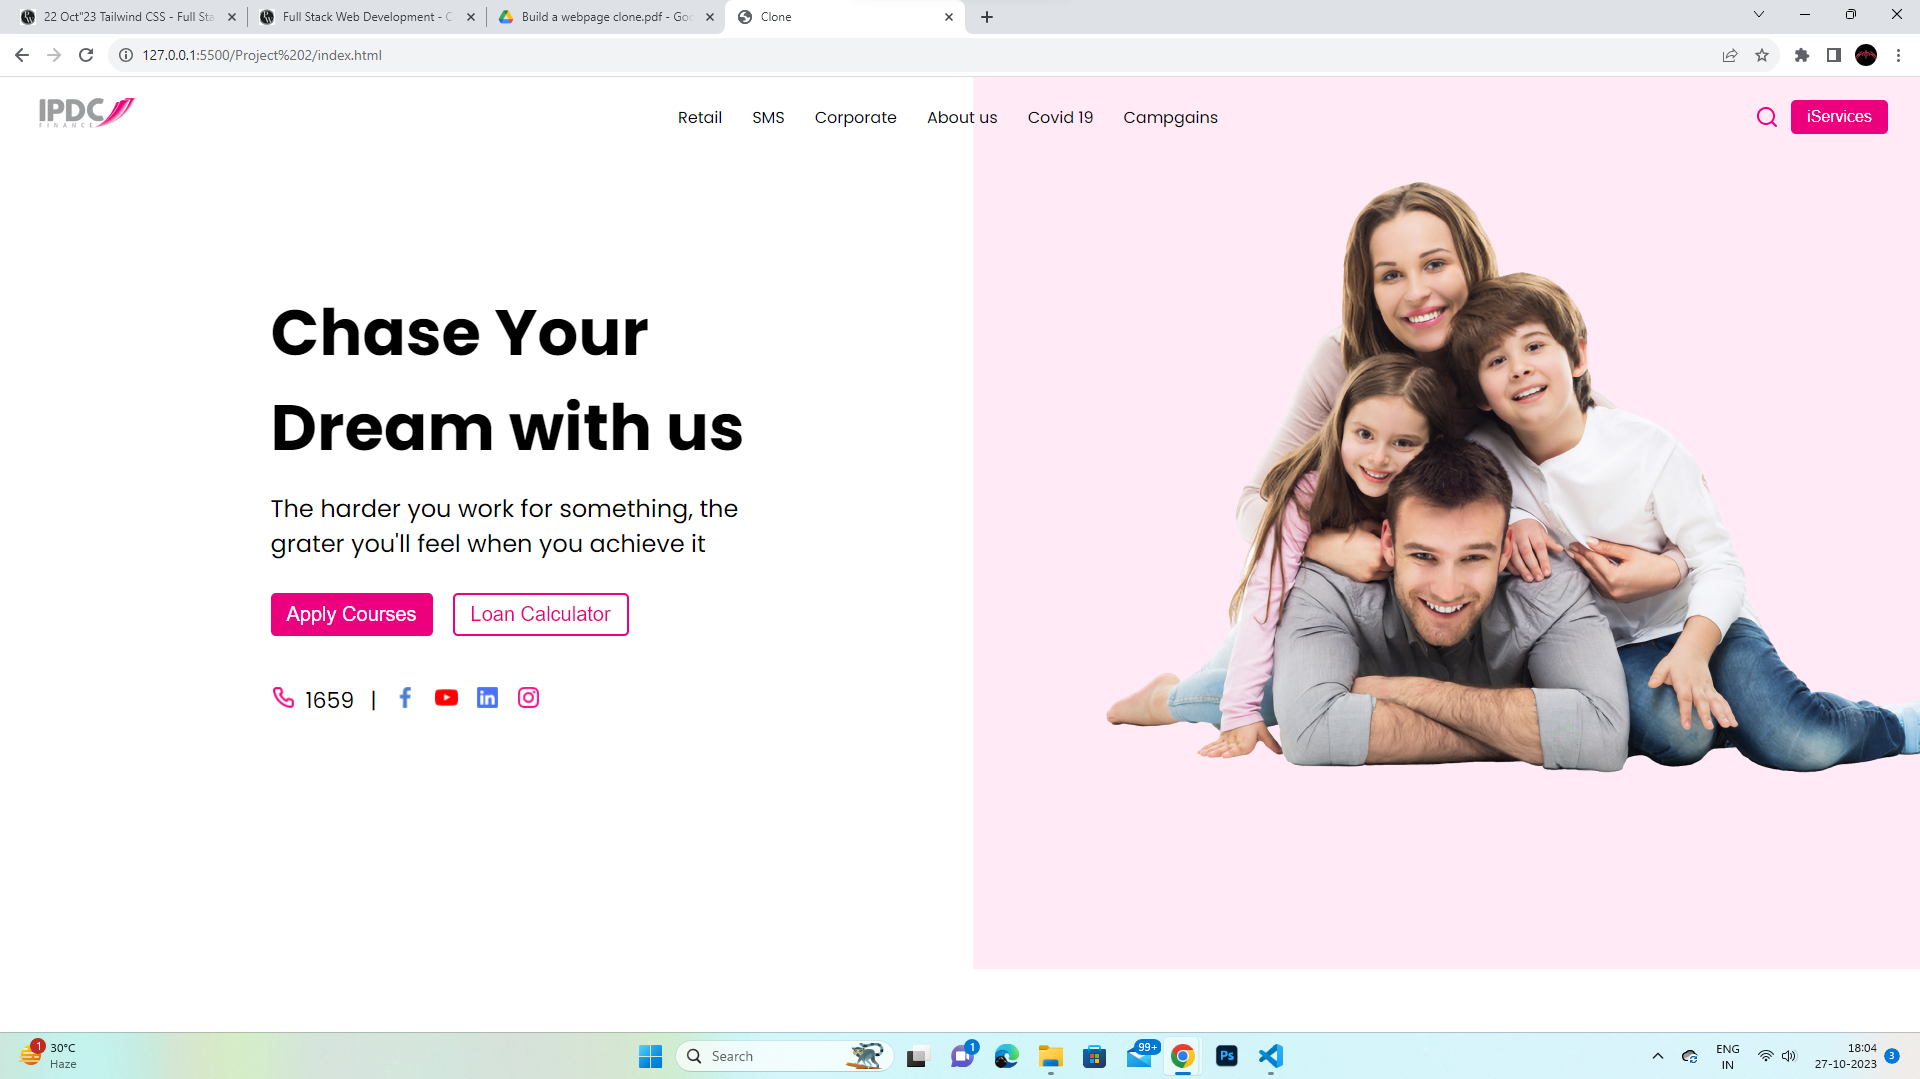 22 Oct"23 Tailwind CSS - Full Sta
Full Stack Web Development - C
Build a webpage clone.pdf - Goo
Clone
127.0.0.1:5500/Project%202/index.html
IPDC
FINANCE
Retail
SMS
Corporate
About us
Covid 19
Campgains
iServices
Chase Your
Dream with us
The harder you work for something, the
grater you'll feel when you achieve it
Apply Courses
Loan Calculator
1659 |
1
30°C
Haze
Search
1
99+
Ps
ENG
IN
18:04
27-10-2023
3